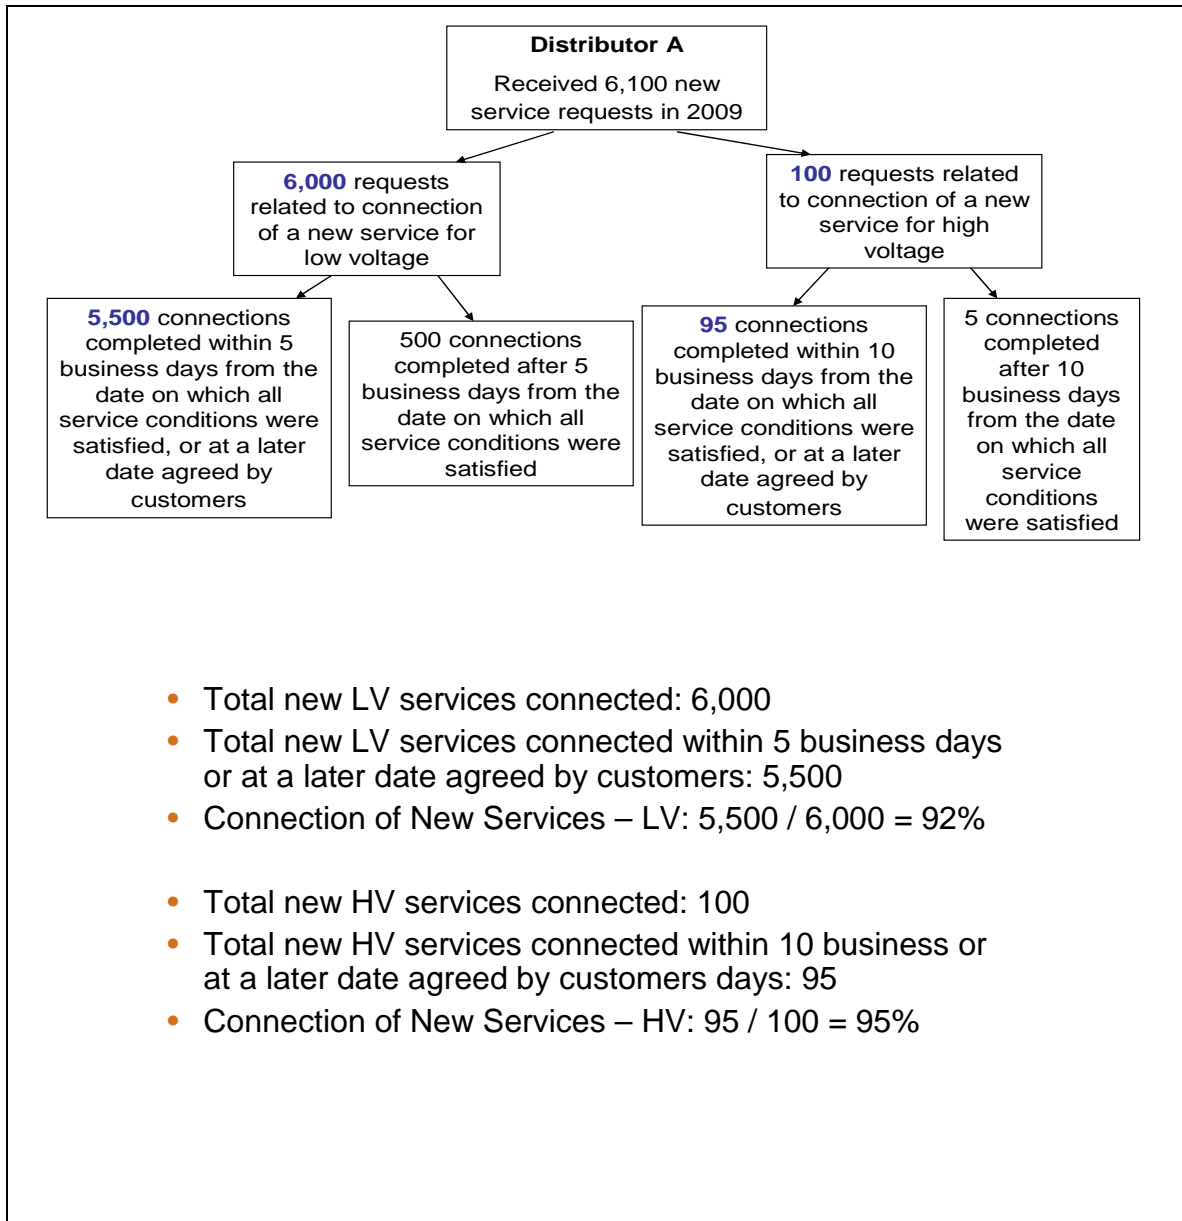 Distributor A
Received 6,100 new
service requests in 2009
6,000 requests
related to connection
of a new service for
low voltage
100 requests related
to connection of a new
service for high
voltage
5,500 connections
completed within 5
business days from the
date on which all
service conditions were
satisfied, or at a later
date agreed by
customers
500 connections
completed after 5
business days from the
date on which all
service conditions were
satisfied
95 connections
completed within 10
business days from the
date on which all
service conditions were
satisfied, or at a later
date agreed by
customers
5 connections
completed
after 10
business days
from the date
on which all
service
conditions
were satisfied
• Total new LV services connected: 6,000
• Total new LV services connected within 5 business days
or at a later date agreed by customers: 5,500
• Connection of New Services – LV: 5,500 / 6,000 = 92%
• Total new HV services connected: 100
• Total new HV services connected within 10 business or
at a later date agreed by customers days: 95
• Connection of New Services – HV: 95 / 100 = 95%